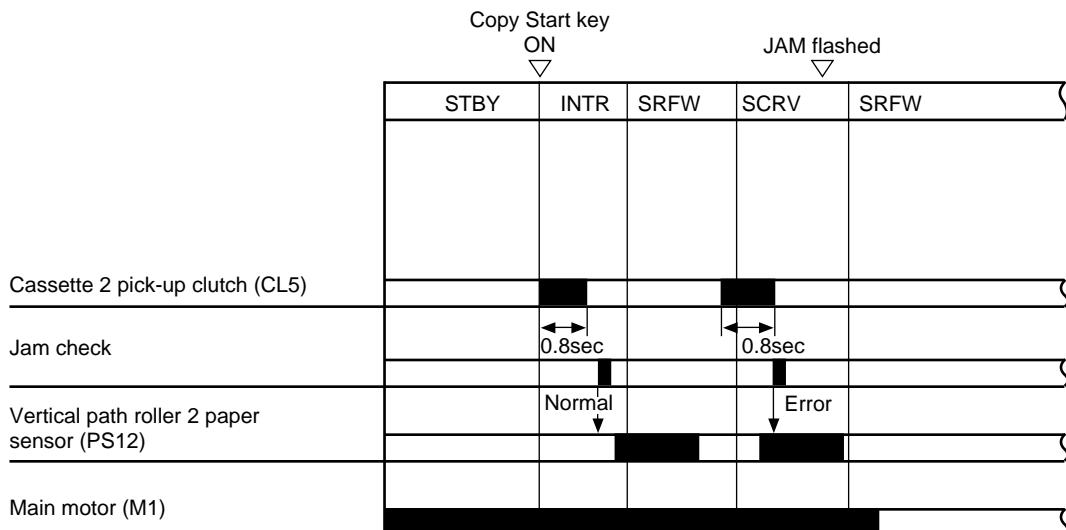 Copy Start key
ON
JAM flashed
STBY INTR SRFW SCRV SRFW
Cassette 2 pick-up clutch (CL5)
Jam check
0.8sec 0.8sec
Normal Error
Vertical path roller 2 paper
sensor (PS12)
Main motor (M1)